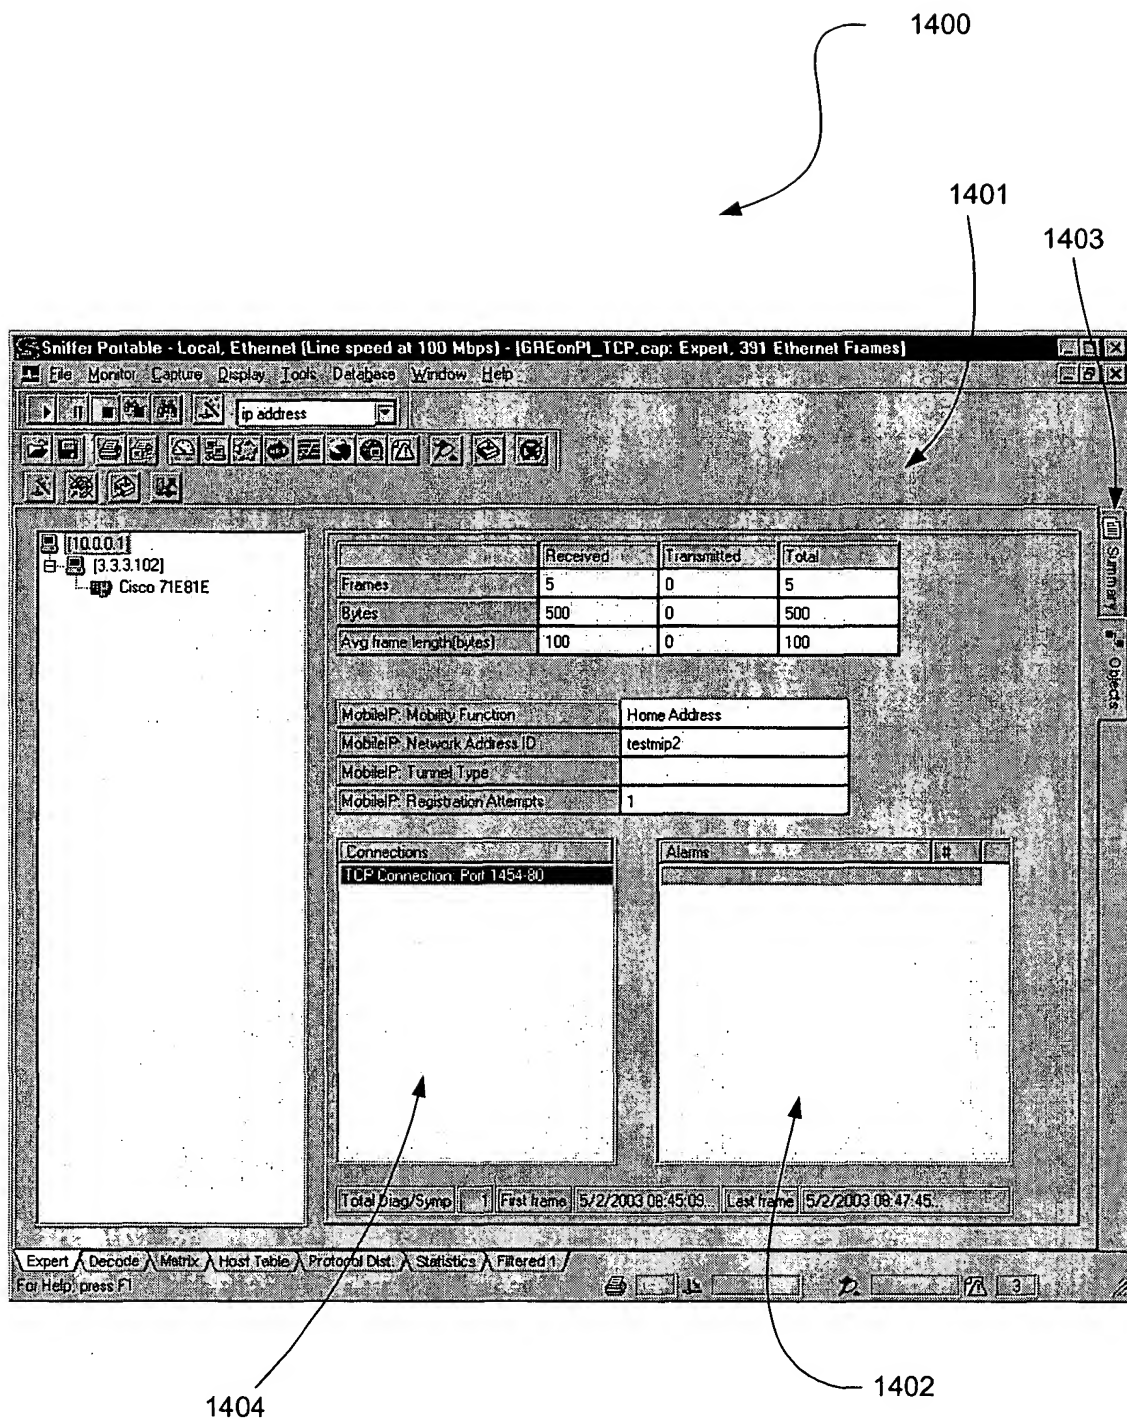 1400
1401
1403
Sniffer Portable - Local, Ethernet (Line speed at 100 Mbps) - [GREonPI_TCP.cap: Expert, 391 Ethernet Frames]
File Monitor Capture Display Tools Database Window Help
ip address
[10.0.0.1]
[3.3.3.102]
Cisco 71E81E
Received Transmitted Total
Frames 5 0 5
Bytes 500 0 500
Avg frame length(bytes) 100 0 100
Summary
Objects
MobileIP: Mobility Function Home Address
MobileIP: Network Address ID testmip2
MobileIP: Tunnel Type
MobileIP: Registration Attempts 1
Connections
TCP Connection: Port 1454-80
Alarms #
Total Diag/Symp 1 First frame 5/2/2003 08:45:09... Last frame 5/2/2003 08:47:45...
Expert Decode Matrix Host Table Protocol Dist. Statistics Filtered 1
For Help, press F1
3
1404
1402